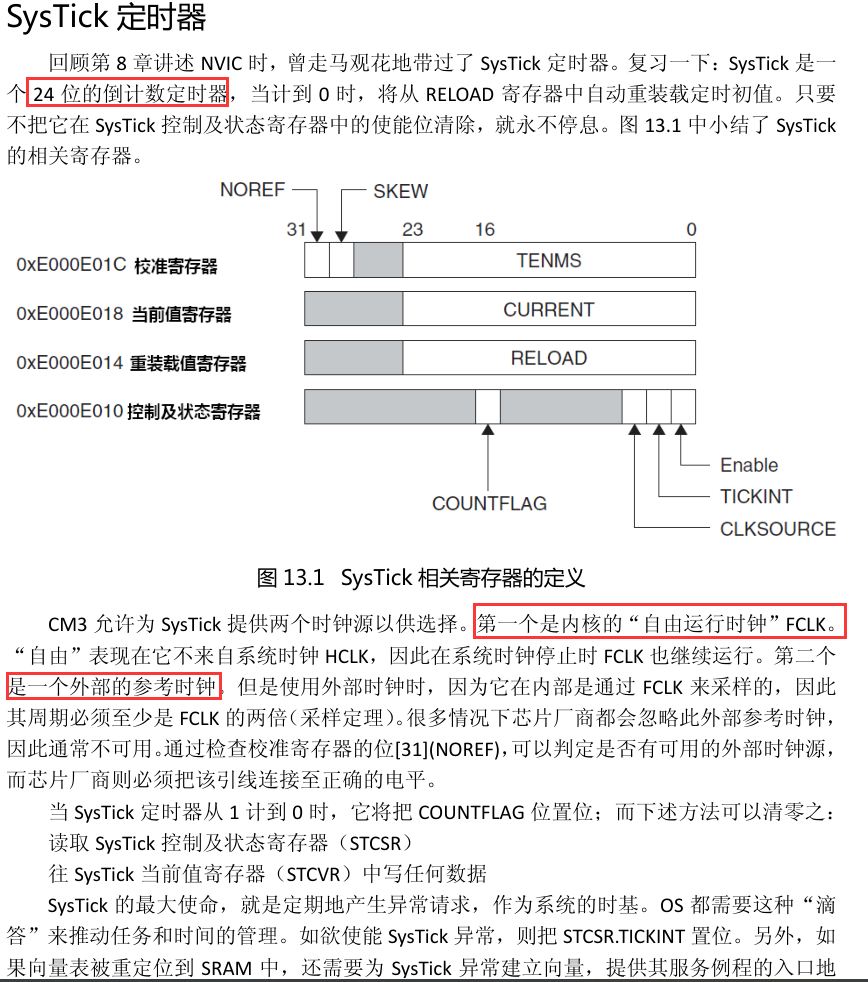 SysTick 定时器
回顾第 8 章讲述 NVIC 时，曾走马观花地带过了 SysTick 定时器。复习一下：SysTick 是一
个 24 位的倒计数定时器，当计到 0 时，将从 RELOAD 寄存器中自动重装载定时初值。只要
不把它在 SysTick 控制及状态寄存器中的使能位清除，就永不停息。图 13.1 中小结了 SysTick
的相关寄存器。
NOREF SKEW
31 23 16 0
0xE000E01C 校准寄存器 TENMS
0xE000E018 当前值寄存器 CURRENT
0xE000E014 重装载值寄存器 RELOAD
0xE000E010 控制及状态寄存器
Enable
TICKINT
COUNTFLAG
CLKSOURCE
图 13.1 SysTick 相关寄存器的定义
CM3 允许为 SysTick 提供两个时钟源以供选择。第一个是内核的“自由运行时钟”FCLK。
“自由”表现在它不来自系统时钟 HCLK，因此在系统时钟停止时 FCLK 也继续运行。第二个
是一个外部的参考时钟。但是使用外部时钟时，因为它在内部是通过 FCLK 来采样的，因此
其周期必须至少是 FCLK 的两倍（采样定理）。很多情况下芯片厂商都会忽略此外部参考时钟，
因此通常不可用。通过检查校准寄存器的位[31](NOREF)，可以判定是否有可用的外部时钟源，
而芯片厂商则必须把该引线连接至正确的电平。
当 SysTick 定时器从 1 计到 0 时，它将把 COUNTFLAG 位置位；而下述方法可以清零之：
读取 SysTick 控制及状态寄存器（STCSR）
往 SysTick 当前值寄存器（STCVR）中写任何数据
SysTick 的最大使命，就是定期地产生异常请求，作为系统的时基。OS 都需要这种“滴
答”来推动任务和时间的管理。如欲使能 SysTick 异常，则把 STCSR.TICKINT 置位。另外，如
果向量表被重定位到 SRAM 中，还需要为 SysTick 异常建立向量，提供其服务例程的入口地